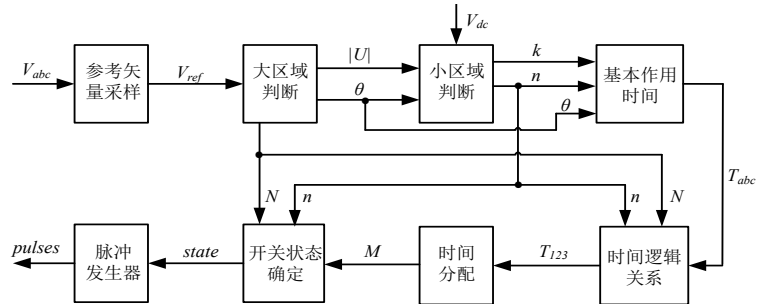 V_dc
V_abc
参考矢
量采样
V_ref
大区域
判断
|U|
θ
小区域
判断
k
n
θ
基本作用
时间
T_abc
N
n
n
N
pulses
脉冲
发生器
state
开关状态
确定
M
时间
分配
T_123
时间逻辑
关系